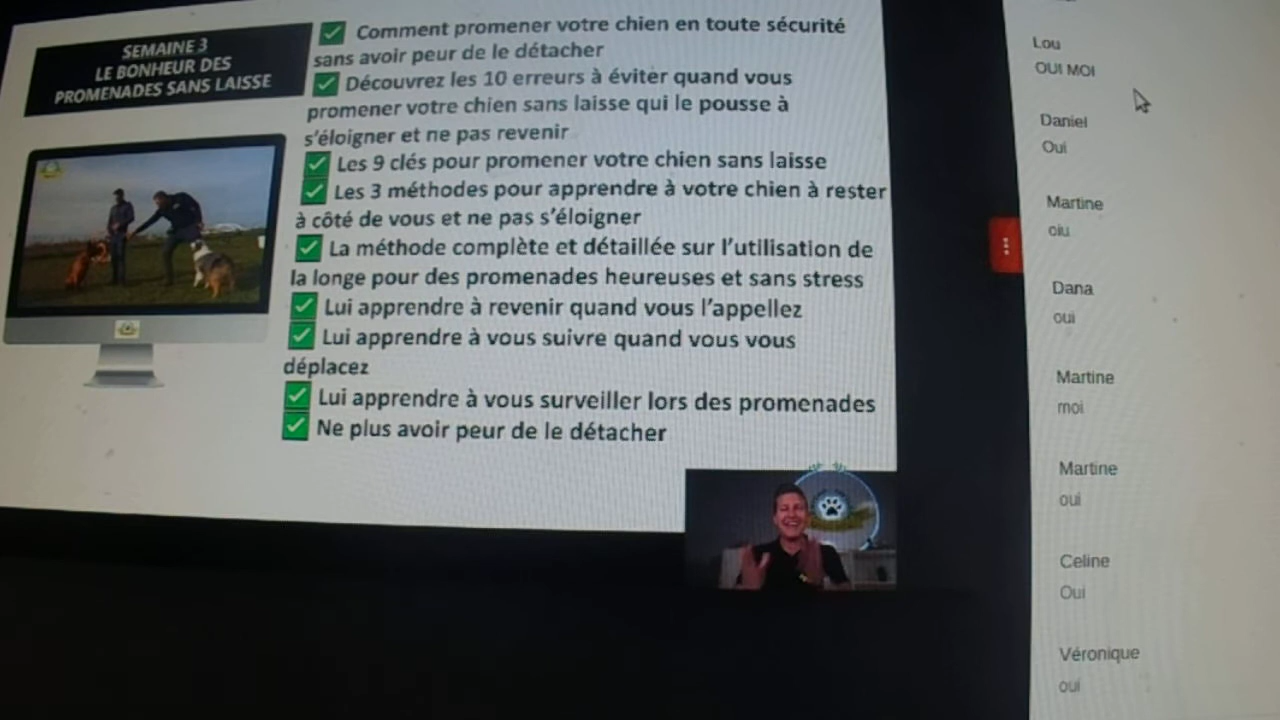 SEMAINE 3
LE BONHEUR DES
PROMENADES SANS LAISSE
Comment promener votre chien en toute sécurité
sans avoir peur de le détacher
Découvrez les 10 erreurs à éviter quand vous
promener votre chien sans laisse qui le pousse à
s'éloigner et ne pas revenir
Les 9 clés pour promener votre chien sans laisse
Les 3 méthodes pour apprendre à votre chien à rester
à côté de vous et ne pas s'éloigner
La méthode complète et détaillée sur l'utilisation de
la longe pour des promenades heureuses et sans stress
Lui apprendre à revenir quand vous l'appellez
Lui apprendre à vous suivre quand vous vous
déplacez
Lui apprendre à vous surveiller lors des promenades
Ne plus avoir peur de le détacher
Lou
OUI MOI
Daniel
Oui
Martine
oiu
Dana
oui
Martine
moi
Martine
oui
Celine
Oui
Véronique
oui